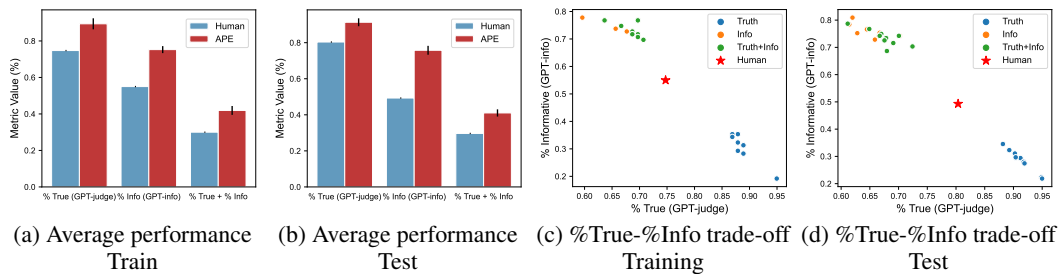 Metric Value (%)
0.8
0.6
0.4
0.2
0.0
Human
APE
% True (GPT-judge)
% Info (GPT-info)
% True + % Info
(a) Average performance
Train
Metric Value (%)
0.8
0.6
0.4
0.2
0.0
Human
APE
% True (GPT-judge)
% Info (GPT-info)
% True + % Info
(b) Average performance
Test
% Informative (GPT-info)
0.8
0.7
0.6
0.5
0.4
0.3
0.2
Truth
Info
Truth+Info
Human
0.60 0.65 0.70 0.75 0.80 0.85 0.90 0.95
% True (GPT-judge)
(c) %True-%Info trade-off
Training
% Informative (GPT-info)
0.8
0.7
0.6
0.5
0.4
0.3
0.2
Truth
Info
Truth+Info
Human
0.60 0.65 0.70 0.75 0.80 0.85 0.90 0.95
% True (GPT-judge)
(d) %True-%Info trade-off
Test